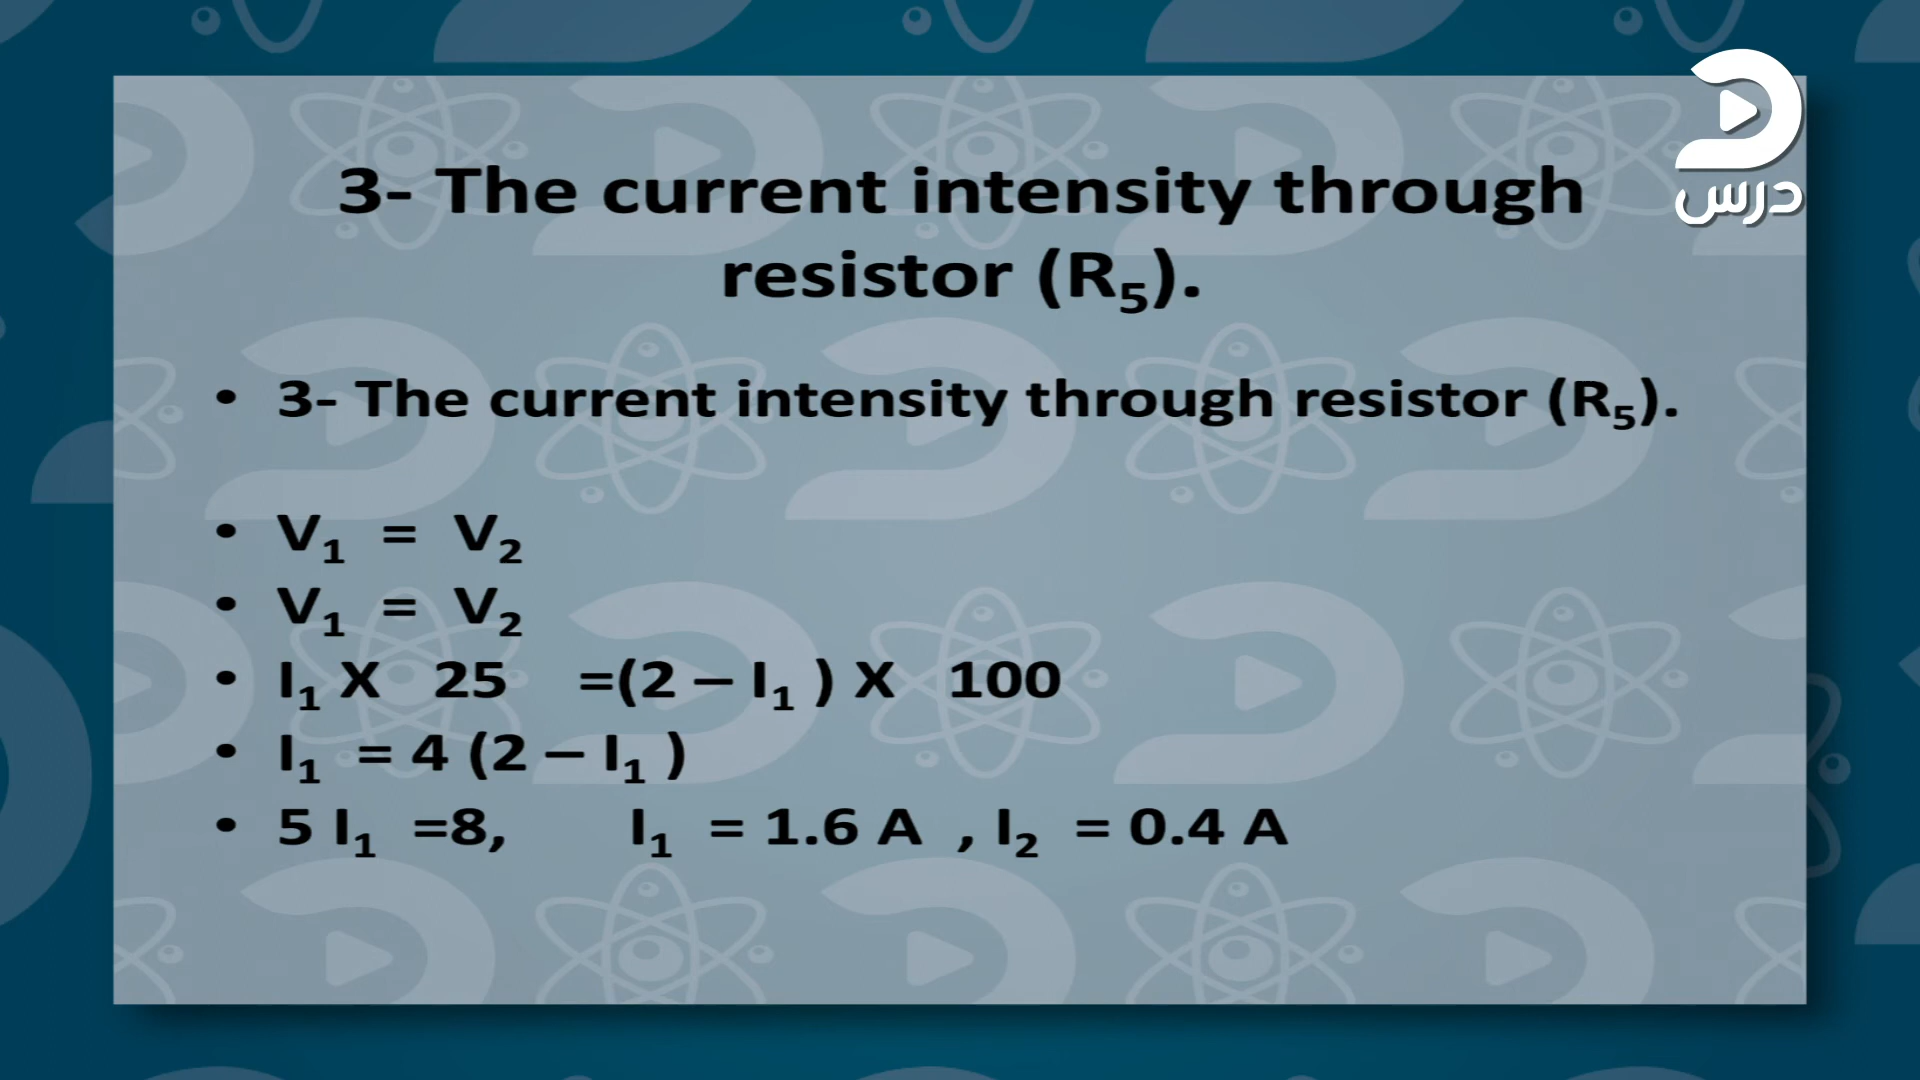 درس
3- The current intensity through
resistor (R₅).
• 3- The current intensity through resistor (R₅).
• V₁ = V₂
• V₁ = V₂
• I₁ X 25 =(2 – I₁ ) X 100
• I₁ = 4 (2 – I₁ )
• 5 I₁ =8, I₁ = 1.6 A , I₂ = 0.4 A